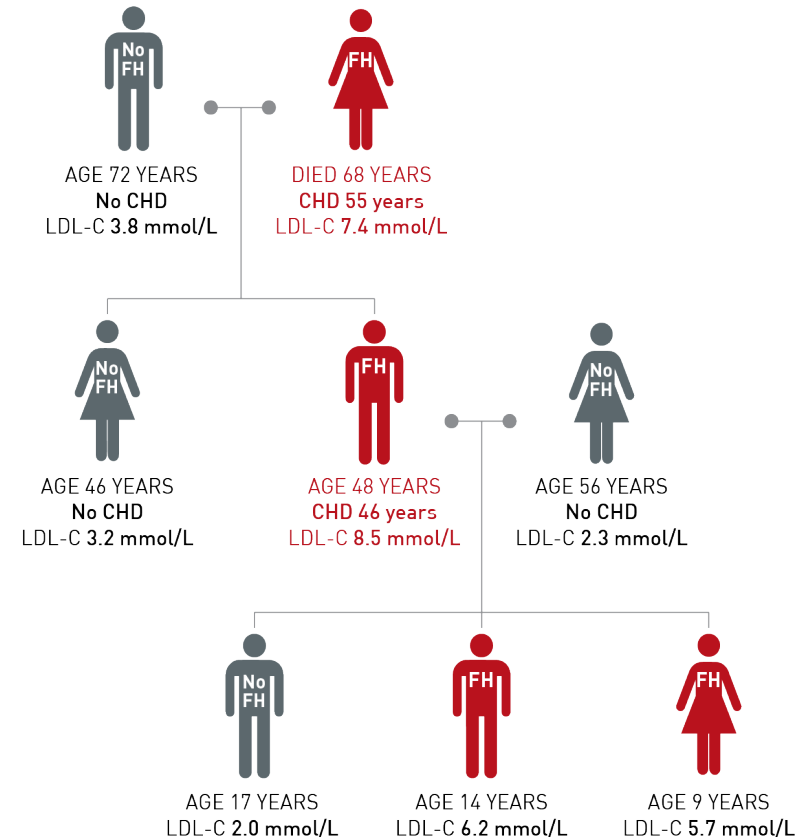 No
FH
FH
AGE 72 YEARS
No CHD
LDL-C 3.8 mmol/L
DIED 68 YEARS
CHD 55 years
LDL-C 7.4 mmol/L
No
FH
FH
No
FH
AGE 46 YEARS
No CHD
LDL-C 3.2 mmol/L
AGE 48 YEARS
CHD 46 years
LDL-C 8.5 mmol/L
AGE 56 YEARS
No CHD
LDL-C 2.3 mmol/L
No
FH
FH
FH
AGE 17 YEARS
LDL-C 2.0 mmol/L
AGE 14 YEARS
LDL-C 6.2 mmol/L
AGE 9 YEARS
LDL-C 5.7 mmol/L